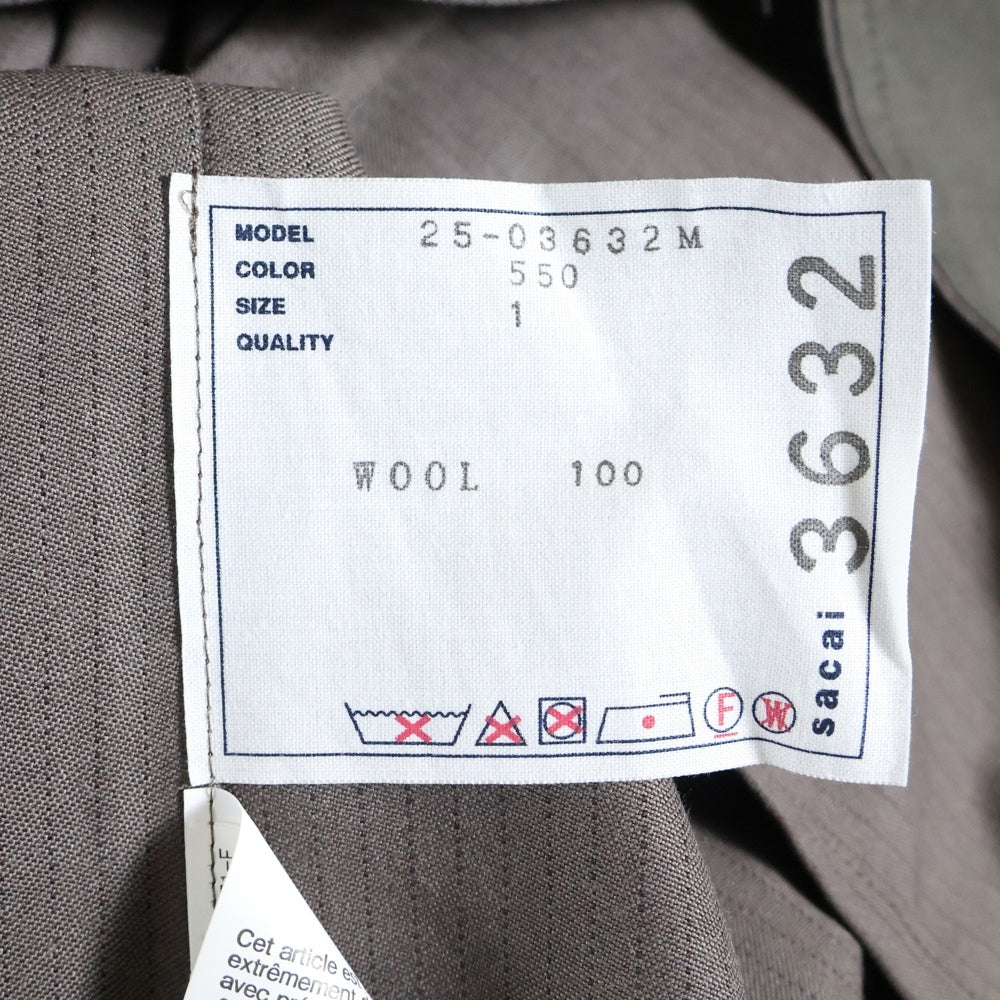 MODEL 25-03632M
COLOR 550
SIZE 1
QUALITY
WOOL 100
sacai 3632
F W
Cet article
extrêmement
avec